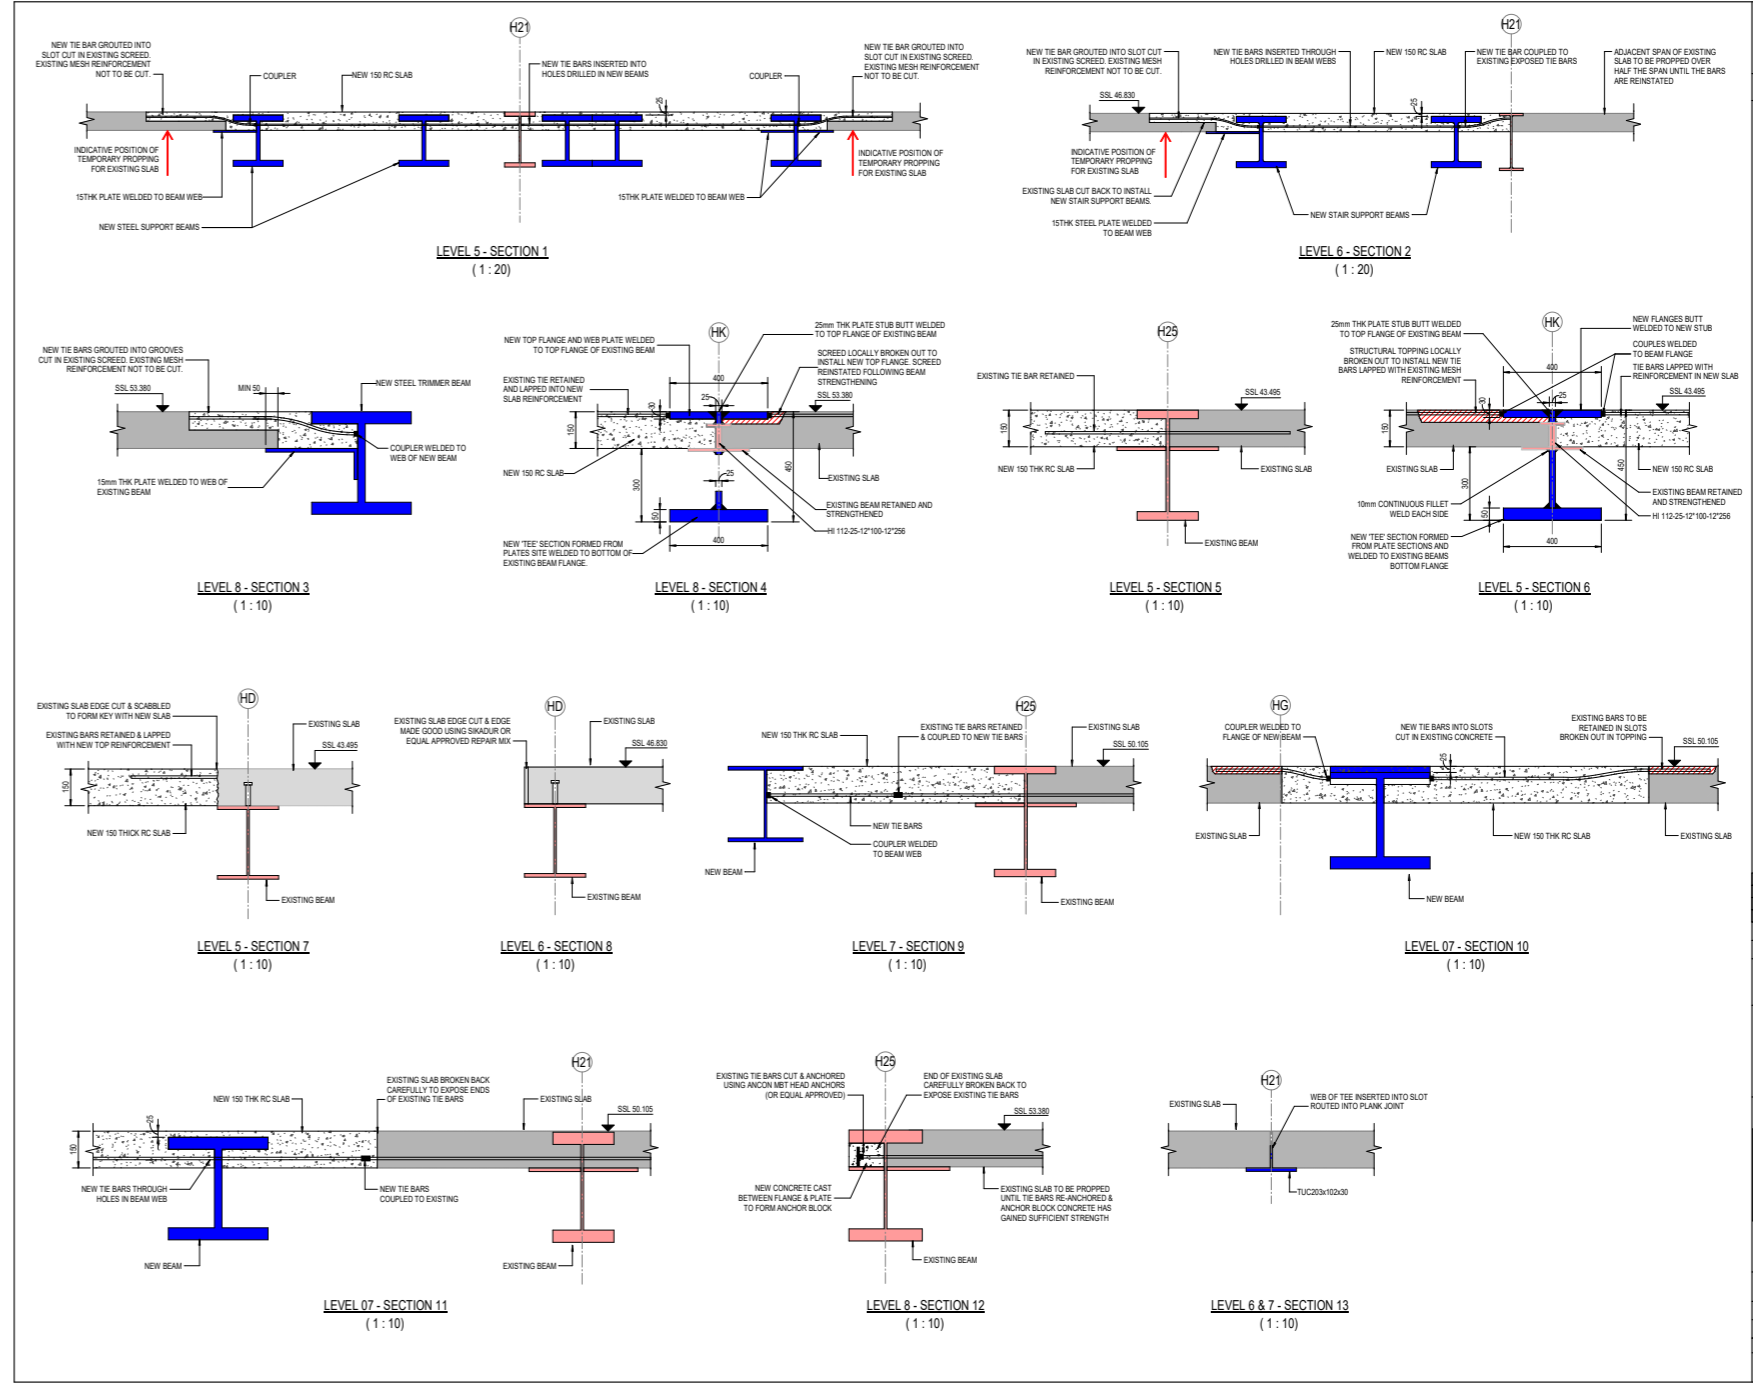 H21
NEW TIE BAR GROUTED INTO
SLOT CUT IN EXISTING SCREED.
EXISTING MESH REINFORCEMENT
NOT TO BE CUT.
COUPLER
NEW 150 RC SLAB
NEW TIE BARS INSERTED INTO
HOLES DRILLED IN NEW BEAMS
25
COUPLER
NEW TIE BAR GROUTED INTO
SLOT CUT IN EXISTING SCREED.
EXISTING MESH REINFORCEMENT
NOT TO BE CUT.
INDICATIVE POSITION OF
TEMPORARY PROPPING
FOR EXISTING SLAB
15THK PLATE WELDED TO BEAM WEB
NEW STEEL SUPPORT BEAMS
15THK PLATE WELDED TO BEAM WEB
INDICATIVE POSITION OF
TEMPORARY PROPPING
FOR EXISTING SLAB
LEVEL 5 - SECTION 1
( 1 : 20)
H21
NEW TIE BAR GROUTED INTO SLOT CUT
IN EXISTING SCREED. EXISTING MESH
REINFORCEMENT NOT TO BE CUT.
NEW TIE BARS INSERTED THROUGH
HOLES DRILLED IN BEAM WEBS
NEW 150 RC SLAB
NEW TIE BAR COUPLED TO
EXISTING EXPOSED TIE BARS
ADJACENT SPAN OF EXISTING
SLAB TO BE PROPPED OVER
HALF THE SPAN UNTIL THE BARS
ARE REINSTATED
SSL 46.830
25
INDICATIVE POSITION OF
TEMPORARY PROPPING
FOR EXISTING SLAB
EXISTING SLAB CUT BACK TO INSTALL
NEW STAIR SUPPORT BEAMS.
15THK STEEL PLATE WELDED
TO BEAM WEB
NEW STAIR SUPPORT BEAMS
LEVEL 6 - SECTION 2
( 1 : 20)
NEW TIE BARS GROUTED INTO GROOVES
CUT IN EXISTING SCREED. EXISTING MESH
REINFORCEMENT NOT TO BE CUT.
SSL 53.380
MIN 50
NEW STEEL TRIMMER BEAM
COUPLER WELDED TO
WEB OF NEW BEAM
15mm THK PLATE WELDED TO WEB OF
EXISTING BEAM
LEVEL 8 - SECTION 3
( 1 : 10)
HK
NEW TOP FLANGE AND WEB PLATE WELDED
TO TOP FLANGE OF EXISTING BEAM
25mm THK PLATE STUB BUTT WELDED
TO TOP FLANGE OF EXISTING BEAM
SCREED LOCALLY BROKEN OUT TO
INSTALL NEW TOP FLANGE. SCREED
REINSTATED FOLLOWING BEAM
STRENGTHENING
EXISTING TIE RETAINED
AND LAPPED INTO NEW
SLAB REINFORCEMENT
400
25
30
SSL 53.380
150
NEW 150 RC SLAB
300
25
450
EXISTING SLAB
EXISTING BEAM RETAINED AND
STRENGTHENED
50
HI 112-25-12*100-12*256
400
NEW 'TEE' SECTION FORMED FROM
PLATES SITE WELDED TO BOTTOM OF
EXISTING BEAM FLANGE.
LEVEL 8 - SECTION 4
( 1 : 10)
H25
EXISTING TIE BAR RETAINED
SSL 43.495
150
NEW 150 THK RC SLAB
EXISTING SLAB
EXISTING BEAM
LEVEL 5 - SECTION 5
( 1 : 10)
HK
25mm THK PLATE STUB BUTT WELDED
TO TOP FLANGE OF EXISTING BEAM
STRUCTURAL TOPPING LOCALLY
BROKEN OUT TO INSTALL NEW TIE
BARS LAPPED WITH EXISTING MESH
REINFORCEMENT
NEW FLANGES BUTT
WELDED TO NEW STUB
COUPLES WELDED
TO BEAM FLANGE
TIE BARS LAPPED WITH
REINFORCEMENT IN NEW SLAB
400
25
30
SSL 43.495
150
EXISTING SLAB
300
10mm CONTINUOUS FILLET
WELD EACH SIDE
50
450
NEW 150 RC SLAB
EXISTING BEAM RETAINED
AND STRENGTHENED
HI 112-25-12*100-12*256
400
NEW 'TEE' SECTION FORMED
FROM PLATE SECTIONS AND
WELDED TO EXISTING BEAMS
BOTTOM FLANGE
LEVEL 5 - SECTION 6
( 1 : 10)
HD
EXISTING SLAB EDGE CUT & SCABBLED
TO FORM KEY WITH NEW SLAB
EXISTING BARS RETAINED & LAPPED
WITH NEW TOP REINFORCEMENT
EXISTING SLAB
SSL 43.495
150
NEW 150 THICK RC SLAB
EXISTING BEAM
LEVEL 5 - SECTION 7
( 1 : 10)
HD
EXISTING SLAB EDGE CUT & EDGE
MADE GOOD USING SIKADUR OR
EQUAL APPROVED REPAIR MIX
EXISTING SLAB
SSL 46.830
EXISTING BEAM
LEVEL 6 - SECTION 8
( 1 : 10)
H25
NEW 150 THK RC SLAB
EXISTING TIE BARS RETAINED
& COUPLED TO NEW TIE BARS
EXISTING SLAB
SSL 50.105
NEW TIE BARS
COUPLER WELDED
TO BEAM WEB
NEW BEAM
EXISTING BEAM
LEVEL 7 - SECTION 9
( 1 : 10)
HG
COUPLER WELDED TO
FLANGE OF NEW BEAM
NEW TIE BARS INTO SLOTS
CUT IN EXISTING CONCRETE
EXISTING BARS TO BE
RETAINED IN SLOTS
BROKEN OUT IN TOPPING
SSL 50.105
25
EXISTING SLAB
NEW 150 THK RC SLAB
EXISTING SLAB
NEW BEAM
LEVEL 07 - SECTION 10
( 1 : 10)
H21
NEW 150 THK RC SLAB
EXISTING SLAB BROKEN BACK
CAREFULLY TO EXPOSE ENDS
OF EXISTING TIE BARS
EXISTING SLAB
SSL 50.105
25
150
NEW TIE BARS THROUGH
HOLES IN BEAM WEB
NEW TIE BARS
COUPLED TO EXISTING
NEW BEAM
EXISTING BEAM
LEVEL 07 - SECTION 11
( 1 : 10)
H25
EXISTING TIE BARS CUT & ANCHORED
USING ANCON MBT HEAD ANCHORS
(OR EQUAL APPROVED)
END OF EXISTING SLAB
CAREFULLY BROKEN BACK TO
EXPOSE EXISTING TIE BARS
SSL 53.380
NEW CONCRETE CAST
BETWEEN FLANGE & PLATE
TO FORM ANCHOR BLOCK
EXISTING SLAB TO BE PROPPED
UNTIL TIE BARS RE-ANCHORED &
ANCHOR BLOCK CONCRETE HAS
GAINED SUFFICIENT STRENGTH
EXISTING BEAM
LEVEL 8 - SECTION 12
( 1 : 10)
H21
EXISTING SLAB
WEB OF TEE INSERTED INTO SLOT
ROUTED INTO PLANK JOINT
TUC203x102x30
LEVEL 6 & 7 - SECTION 13
( 1 : 10)